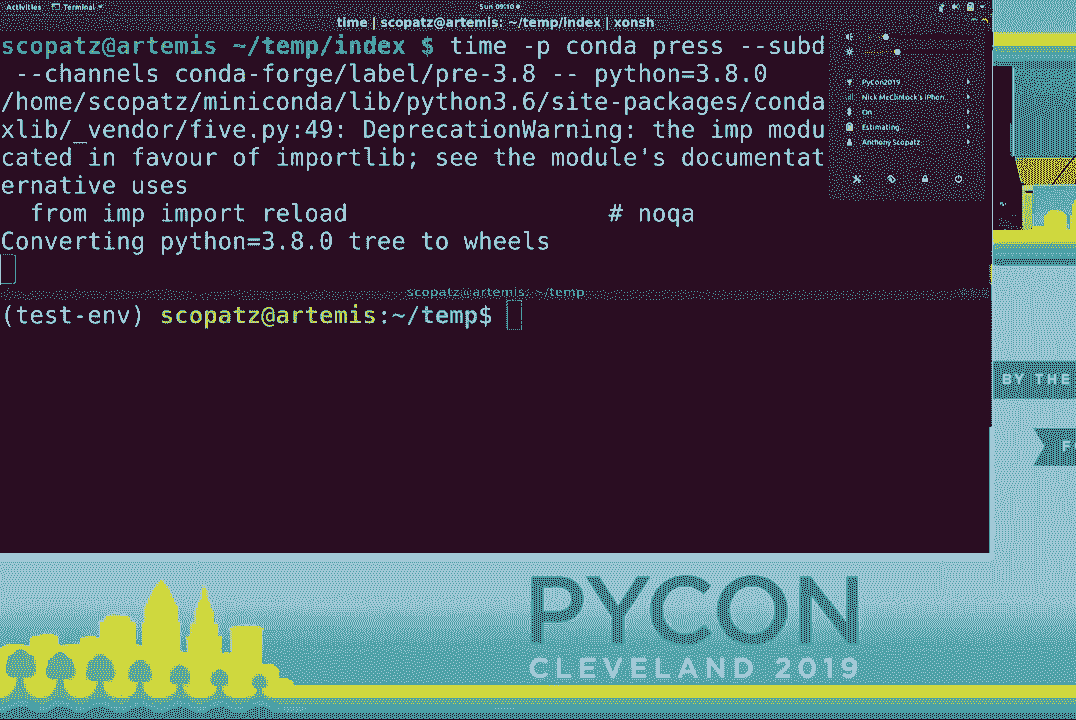 Activities Terminal
Sun 09:10
time | scopatz@artemis: ~/temp/index | xonsh
scopatz@artemis ~/temp/index $ time -p conda press --subd
--channels conda-forge/label/pre-3.8 -- python=3.8.0
/home/scopatz/miniconda/lib/python3.6/site-packages/conda
xlib/_vendor/five.py:49: DeprecationWarning: the imp modu
cated in favour of importlib; see the module's documentat
ernative uses
from imp import reload # noqa
Converting python=3.8.0 tree to wheels
PyCon2019
Nick McClintock's iPhon...
On
Estimating...
Anthony Scopatz
scopatz@artemis: ~/temp
(test-env) scopatz@artemis:~/temp$
BY THE
F
PYCON
CLEVELAND 2019